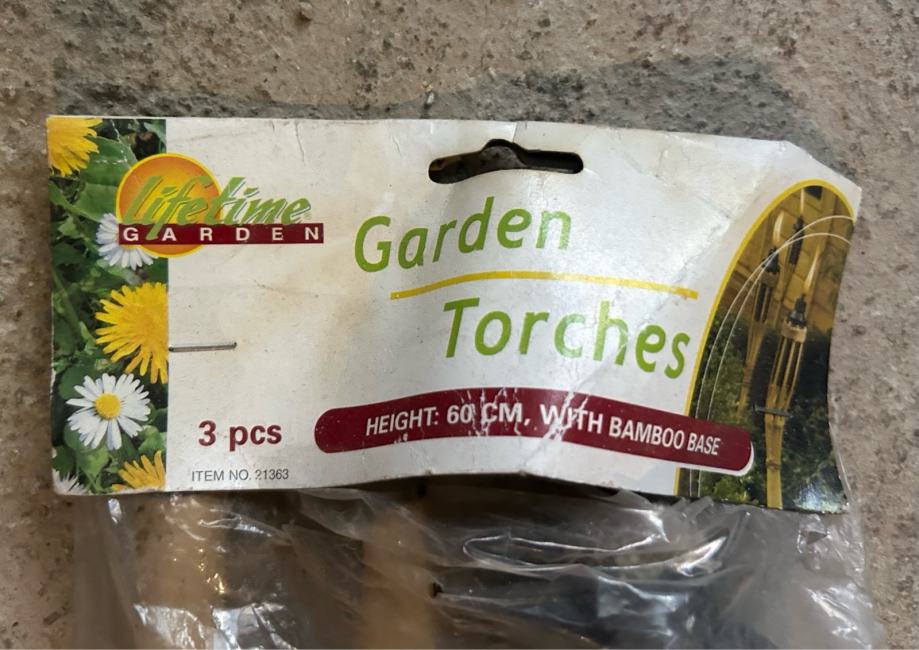 Lifetime
GARDEN
Garden
Torches
HEIGHT: 60 CM, WITH BAMBOO BASE
3 pcs
ITEM NO. 21363